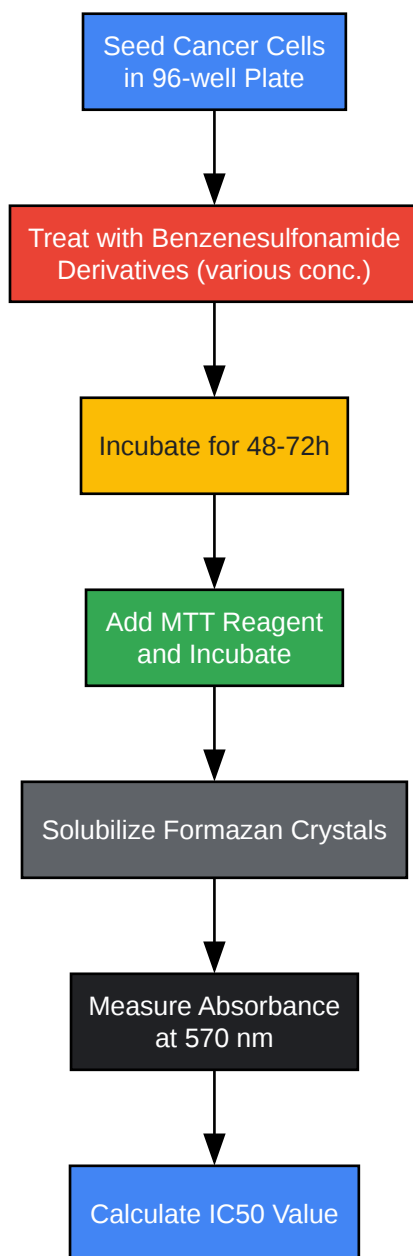 Seed Cancer Cells
in 96-well Plate
Treat with Benzenesulfonamide
Derivatives (various conc.)
Incubate for 48-72h
Add MTT Reagent
and Incubate
Solubilize Formazan Crystals
Measure Absorbance
at 570 nm
Calculate IC50 Value